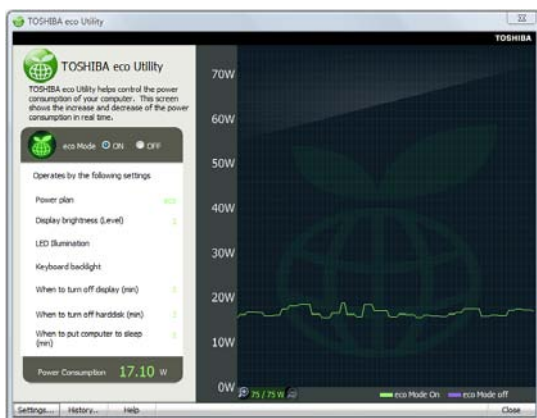 TOSHIBA eco Utility
TOSHIBA
TOSHIBA eco Utility
TOSHIBA eco Utility helps control the power
consumption of your computer. This screen
shows the increase and decrease of the power
consumption in real time.
eco Mode ON OFF
Operates by the following settings
Power plan eco
Display brightness (Level)
LED Illumination
Keyboard backlight
When to turn off display (min)
When to turn off harddisk (min)
When to put computer to sleep
(min)
Power Consumption 17.10 W
70W
60W
50W
40W
30W
20W
10W
0W
75 / 75 W
eco Mode On eco Mode off
Settings... History... Help Close